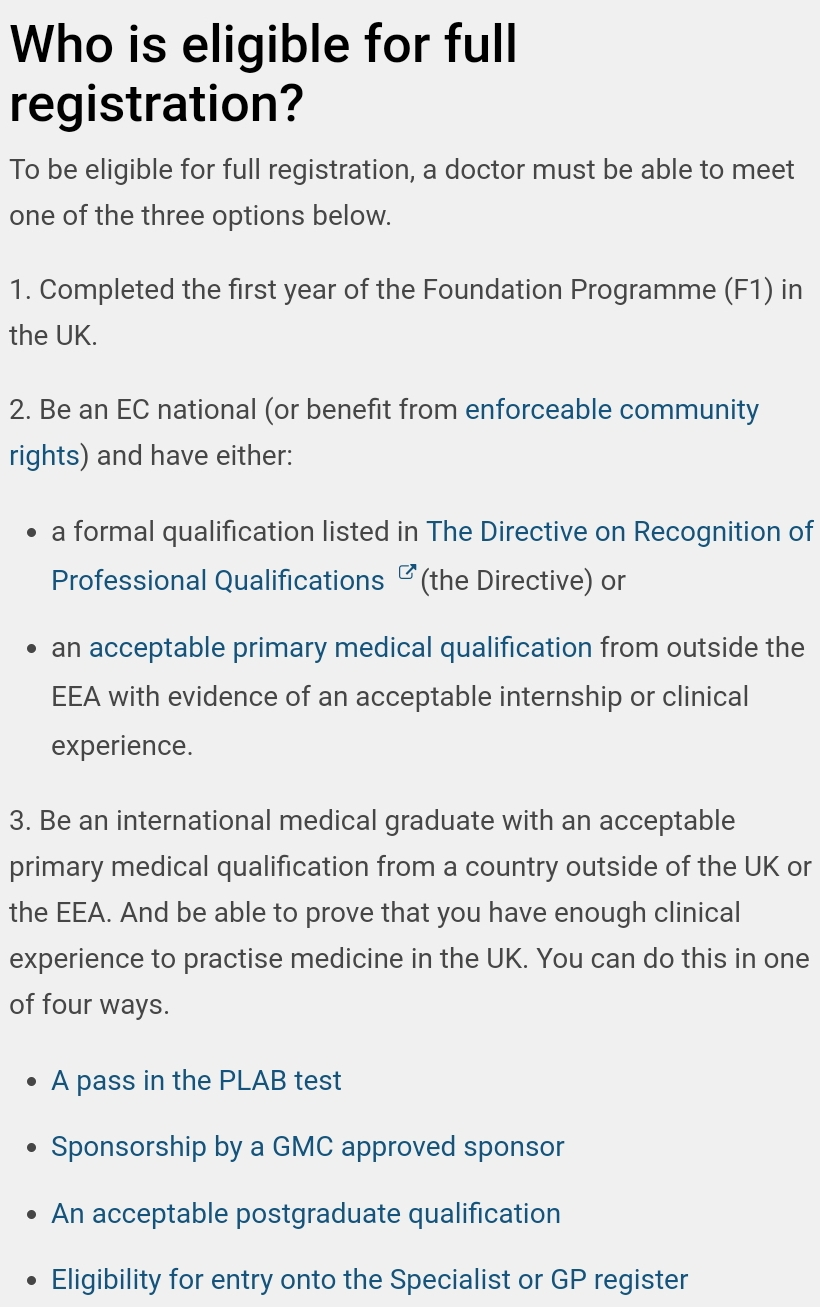 Who is eligible for full
registration?
To be eligible for full registration, a doctor must be able to meet
one of the three options below.
1. Completed the first year of the Foundation Programme (F1) in
the UK.
2. Be an EC national (or benefit from enforceable community
rights) and have either:
• a formal qualification listed in The Directive on Recognition of
Professional Qualifications (the Directive) or
• an acceptable primary medical qualification from outside the
EEA with evidence of an acceptable internship or clinical
experience.
3. Be an international medical graduate with an acceptable
primary medical qualification from a country outside of the UK or
the EEA. And be able to prove that you have enough clinical
experience to practise medicine in the UK. You can do this in one
of four ways.
• A pass in the PLAB test
• Sponsorship by a GMC approved sponsor
• An acceptable postgraduate qualification
• Eligibility for entry onto the Specialist or GP register